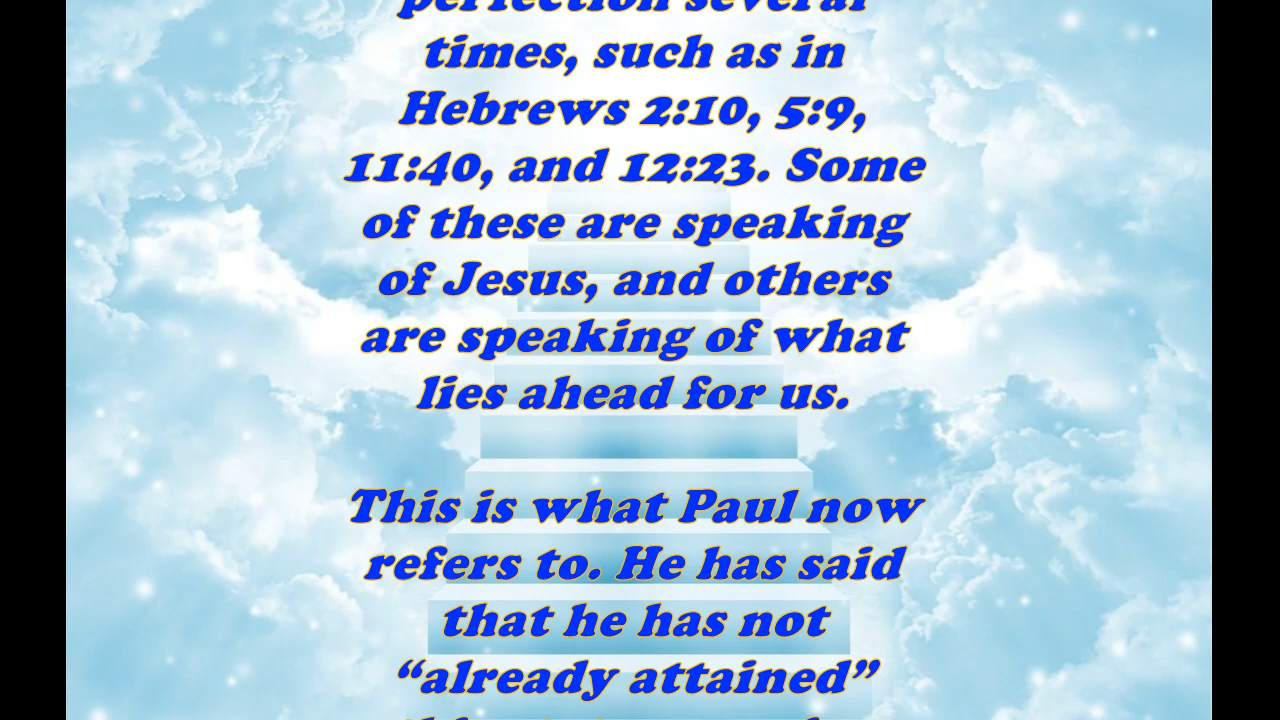 perfection several
times, such as in
Hebrews 2:10, 5:9,
11:40, and 12:23. Some
of these are speaking
of Jesus, and others
are speaking of what
lies ahead for us.
This is what Paul now
refers to. He has said
that he has not
“already attained”